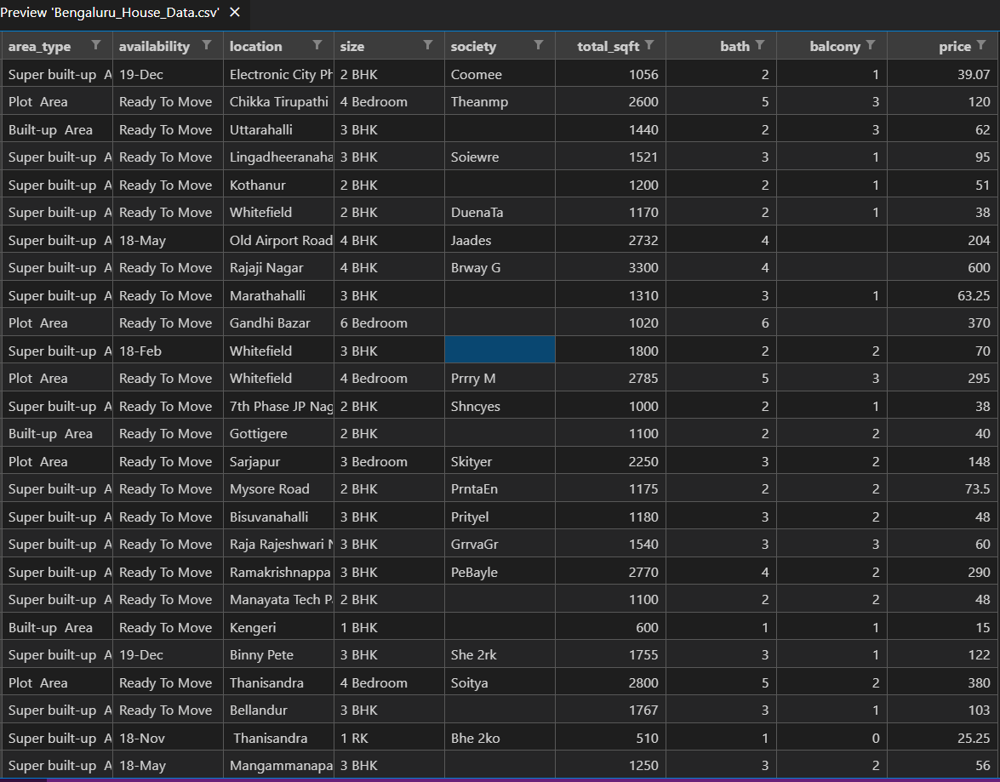 Preview 'Bengaluru_House_Data.csv' ×
area_type availability location size society total_sqft bath balcony price
Super built-up A 19-Dec Electronic City Ph 2 BHK Coomee 1056 2 1 39.07
Plot Area Ready To Move Chikka Tirupathi 4 Bedroom Theanmp 2600 5 3 120
Built-up Area Ready To Move Uttarahalli 3 BHK 1440 2 3 62
Super built-up A Ready To Move Lingadheeranaha 3 BHK Soiewre 1521 3 1 95
Super built-up A Ready To Move Kothanur 2 BHK 1200 2 1 51
Super built-up A Ready To Move Whitefield 2 BHK DuenaTa 1170 2 1 38
Super built-up A 18-May Old Airport Road 4 BHK Jaades 2732 4 204
Super built-up A Ready To Move Rajaji Nagar 4 BHK Brway G 3300 4 600
Super built-up A Ready To Move Marathahalli 3 BHK 1310 3 1 63.25
Plot Area Ready To Move Gandhi Bazar 6 Bedroom 1020 6 370
Super built-up A 18-Feb Whitefield 3 BHK 1800 2 2 70
Plot Area Ready To Move Whitefield 4 Bedroom Prrry M 2785 5 3 295
Super built-up A Ready To Move 7th Phase JP Nag 2 BHK Shncyes 1000 2 1 38
Built-up Area Ready To Move Gottigere 2 BHK 1100 2 2 40
Plot Area Ready To Move Sarjapur 3 Bedroom Skityer 2250 3 2 148
Super built-up A Ready To Move Mysore Road 2 BHK PrntaEn 1175 2 2 73.5
Super built-up A Ready To Move Bisuvanahalli 3 BHK Prityel 1180 3 2 48
Super built-up A Ready To Move Raja Rajeshwari N 3 BHK GrrvaGr 1540 3 3 60
Super built-up A Ready To Move Ramakrishnappa 3 BHK PeBayle 2770 4 2 290
Super built-up A Ready To Move Manayata Tech P 2 BHK 1100 2 2 48
Built-up Area Ready To Move Kengeri 1 BHK 600 1 1 15
Super built-up A 19-Dec Binny Pete 3 BHK She 2rk 1755 3 1 122
Plot Area Ready To Move Thanisandra 4 Bedroom Soitya 2800 5 2 380
Super built-up A Ready To Move Bellandur 3 BHK 1767 3 1 103
Super built-up A 18-Nov Thanisandra 1 RK Bhe 2ko 510 1 0 25.25
Super built-up A 18-May Mangammanapa 3 BHK 1250 3 2 56